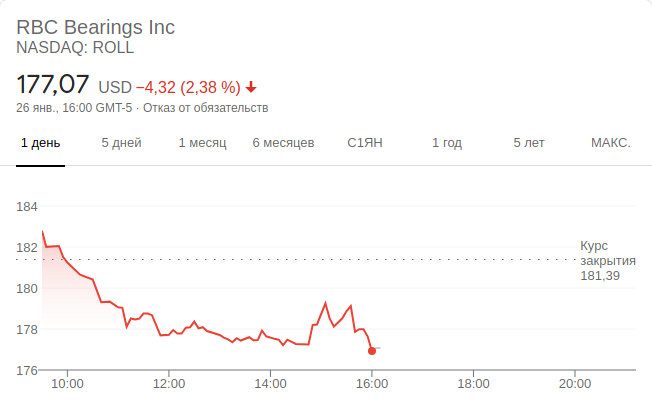 RBC Bearings Inc
NASDAQ: ROLL
177,07 USD −4,32 (2,38 %)
26 янв., 16:00 GMT-5 · Отказ от обязательств
1 день 5 дней 1 месяц 6 месяцев С1ЯН 1 год 5 лет МАКС.
184
182
180
178
176
Курс
закрытия
181,39
10:00 12:00 14:00 16:00 18:00 20:00